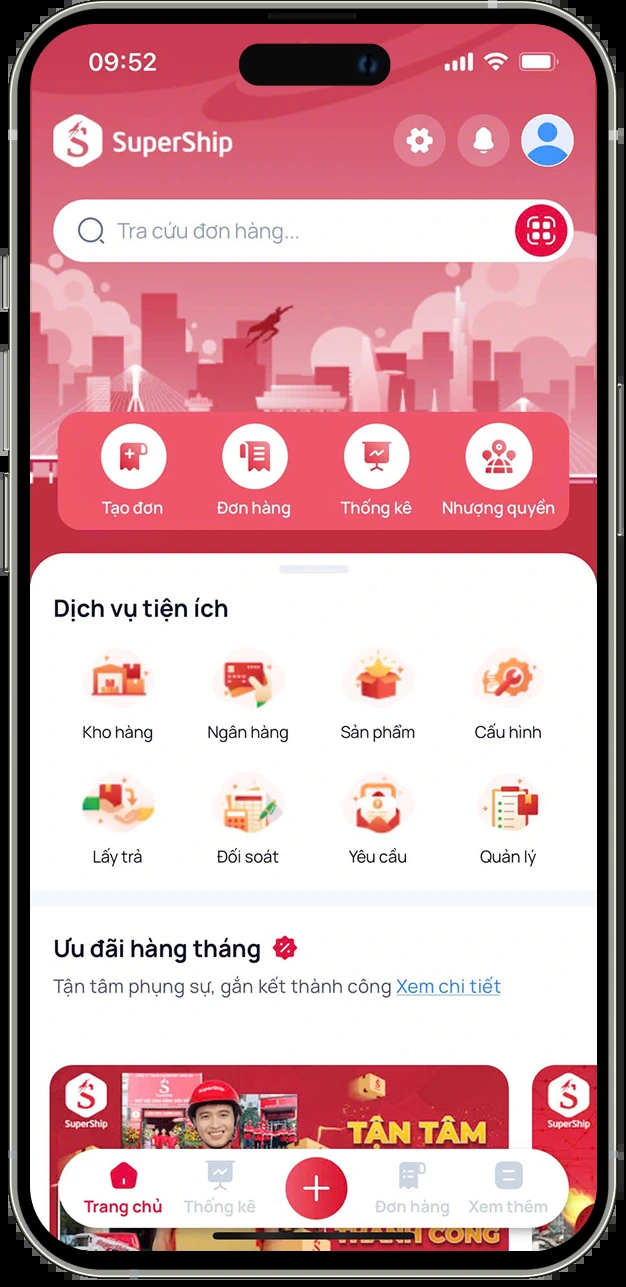 09:52
SuperShip
Tra cứu đơn hàng...
Tạo đơn
Đơn hàng
Thống kê
Nhượng quyền
Dịch vụ tiện ích
Kho hàng
Ngân hàng
Sản phẩm
Cấu hình
Lấy trả
Đối soát
Yêu cầu
Quản lý
Ưu đãi hàng tháng
Tận tâm phụng sự, gắn kết thành công Xem chi tiết
SuperShip
SuperShip
TẬN TÂM
SuperShip
Trang chủ
Thống kê
Đơn hàng
Xem thêm
THÀNH CÔNG